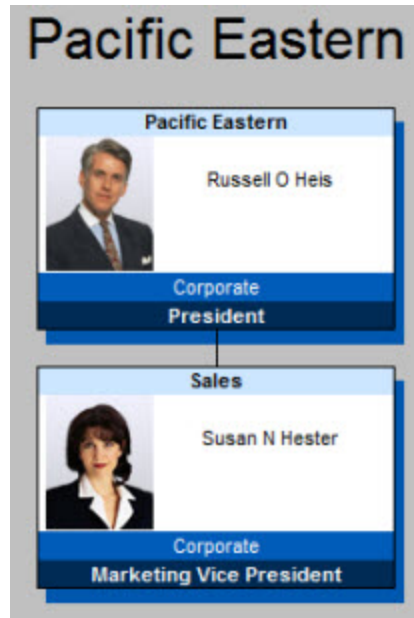 Pacific Eastern
Pacific Eastern
Russell O Heis
Corporate
President
Sales
Susan N Hester
Corporate
Marketing Vice President